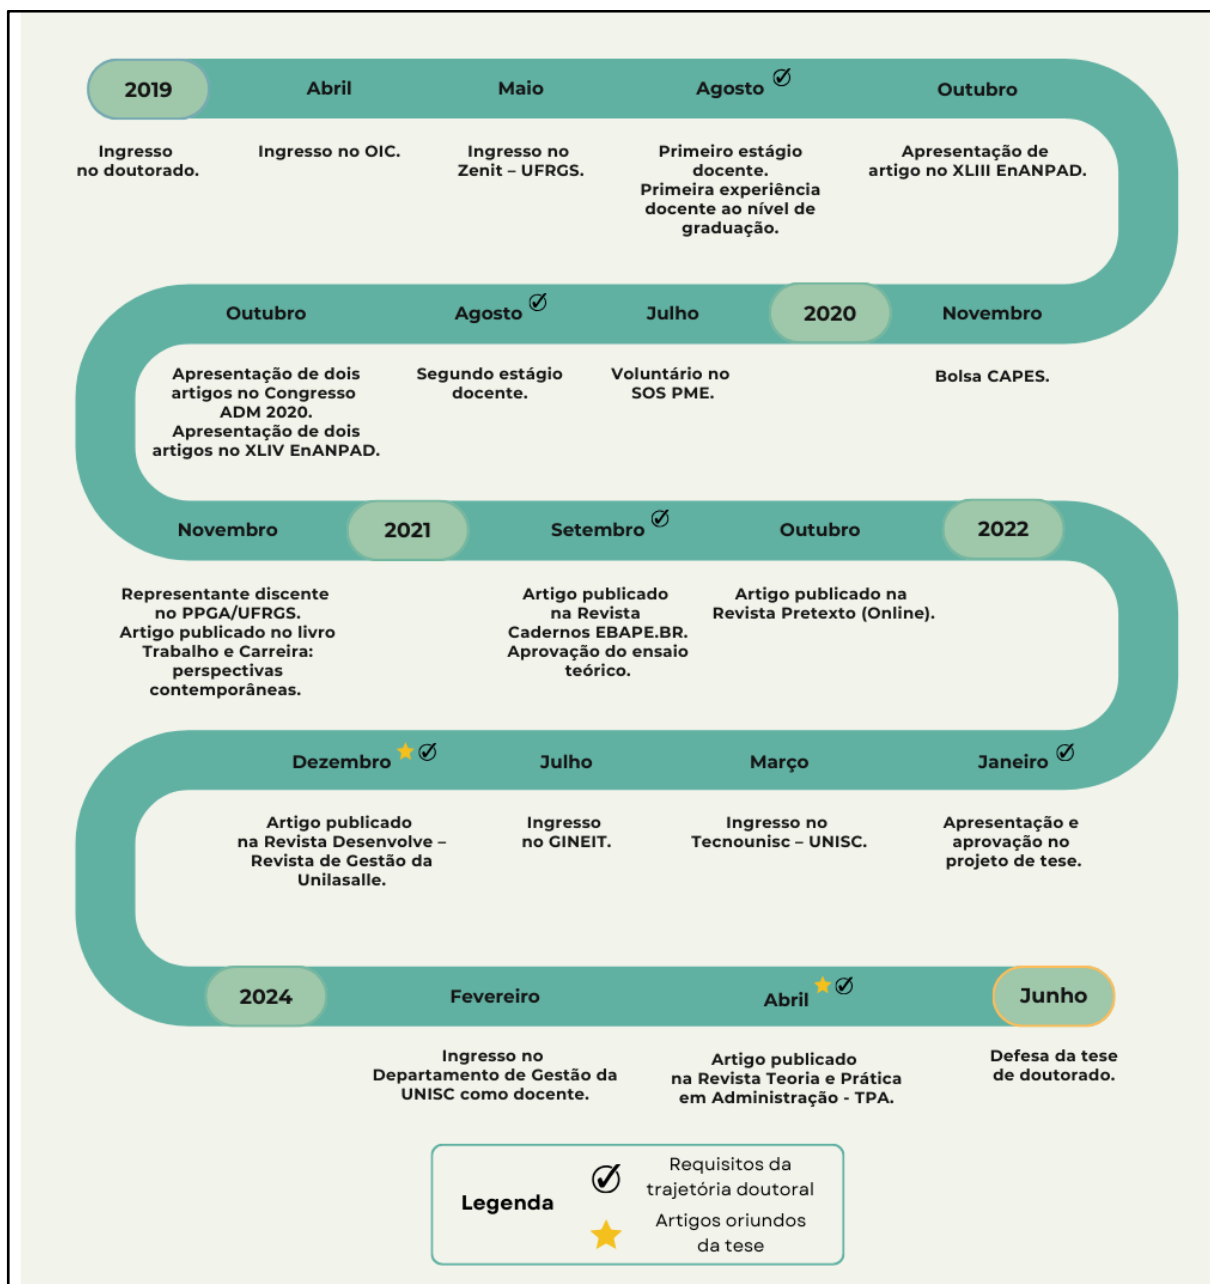 2019
Ingresso
no doutorado.
Abril
Ingresso no OIC.
Maio
Ingresso no
Zenit – UFRGS.
Agosto
Primeiro estágio
docente.
Primeira experiência
docente ao nível de
graduação.
Outubro
Apresentação de
artigo no XLIII EnANPAD.
Novembro
Bolsa CAPES.
2020
Julho
Voluntário no
SOS PME.
Agosto
Segundo estágio
docente.
Outubro
Apresentação de dois
artigos no Congresso
ADM 2020.
Apresentação de dois
artigos no XLIV EnANPAD.
Novembro
Representante discente
no PPGA/UFRGS.
Artigo publicado no livro
Trabalho e Carreira:
perspectivas
contemporâneas.
2021
Setembro
Artigo publicado
na Revista
Cadernos EBAPE.BR.
Aprovação do ensaio
teórico.
Outubro
Artigo publicado na
Revista Pretexto (Online).
2022
Janeiro
Apresentação e
aprovação no
projeto de tese.
Março
Ingresso no
Tecnounisc – UNISC.
Julho
Ingresso
no GINEIT.
Dezembro
Artigo publicado
na Revista Desenvolve –
Revista de Gestão da
Unilasalle.
2024
Fevereiro
Ingresso no
Departamento de Gestão da
UNISC como docente.
Abril
Artigo publicado
na Revista Teoria e Prática
em Administração - TPA.
Junho
Defesa da tese
de doutorado.
Legenda
Requisitos da
trajetória doutoral
Artigos oriundos
da tese